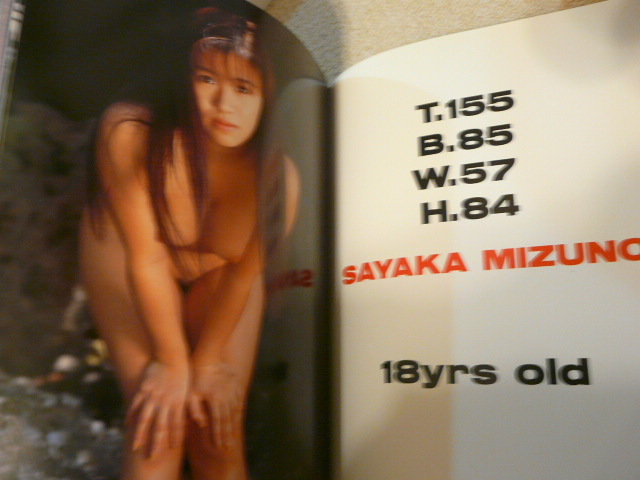 T.155
B.85
W.57
H.84
SAYAKA MIZUNO
18yrs old